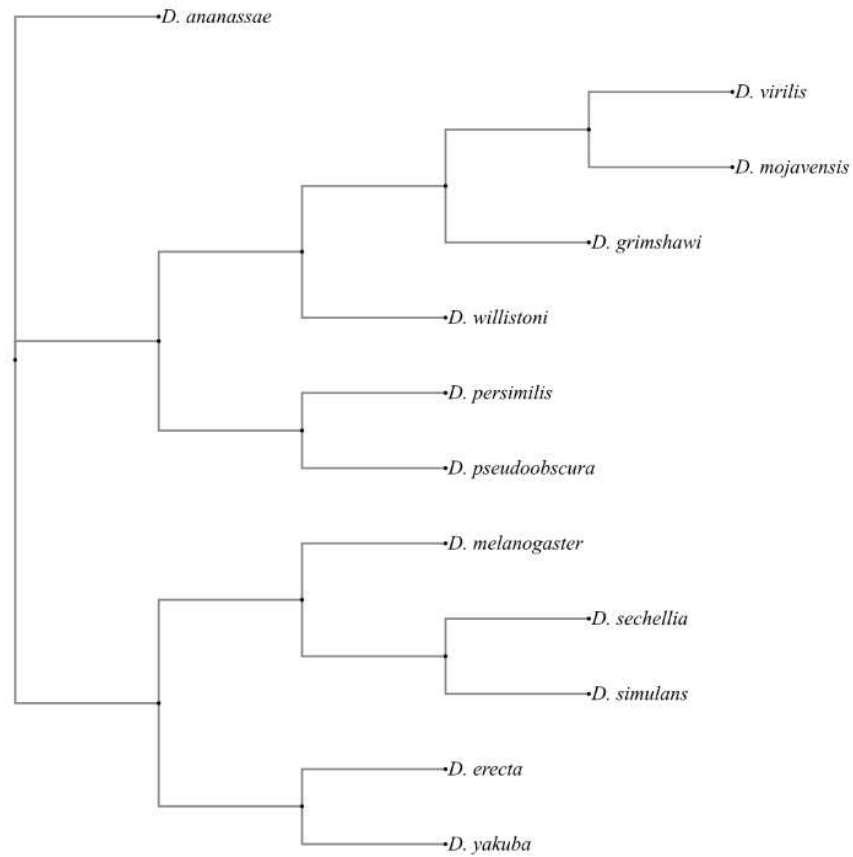 D. ananassae
D. virilis
D. mojavensis
D. grimshawi
D. willistoni
D. persimilis
D. pseudoobscura
D. melanogaster
D. sechellia
D. simulans
D. erecta
D. yakuba